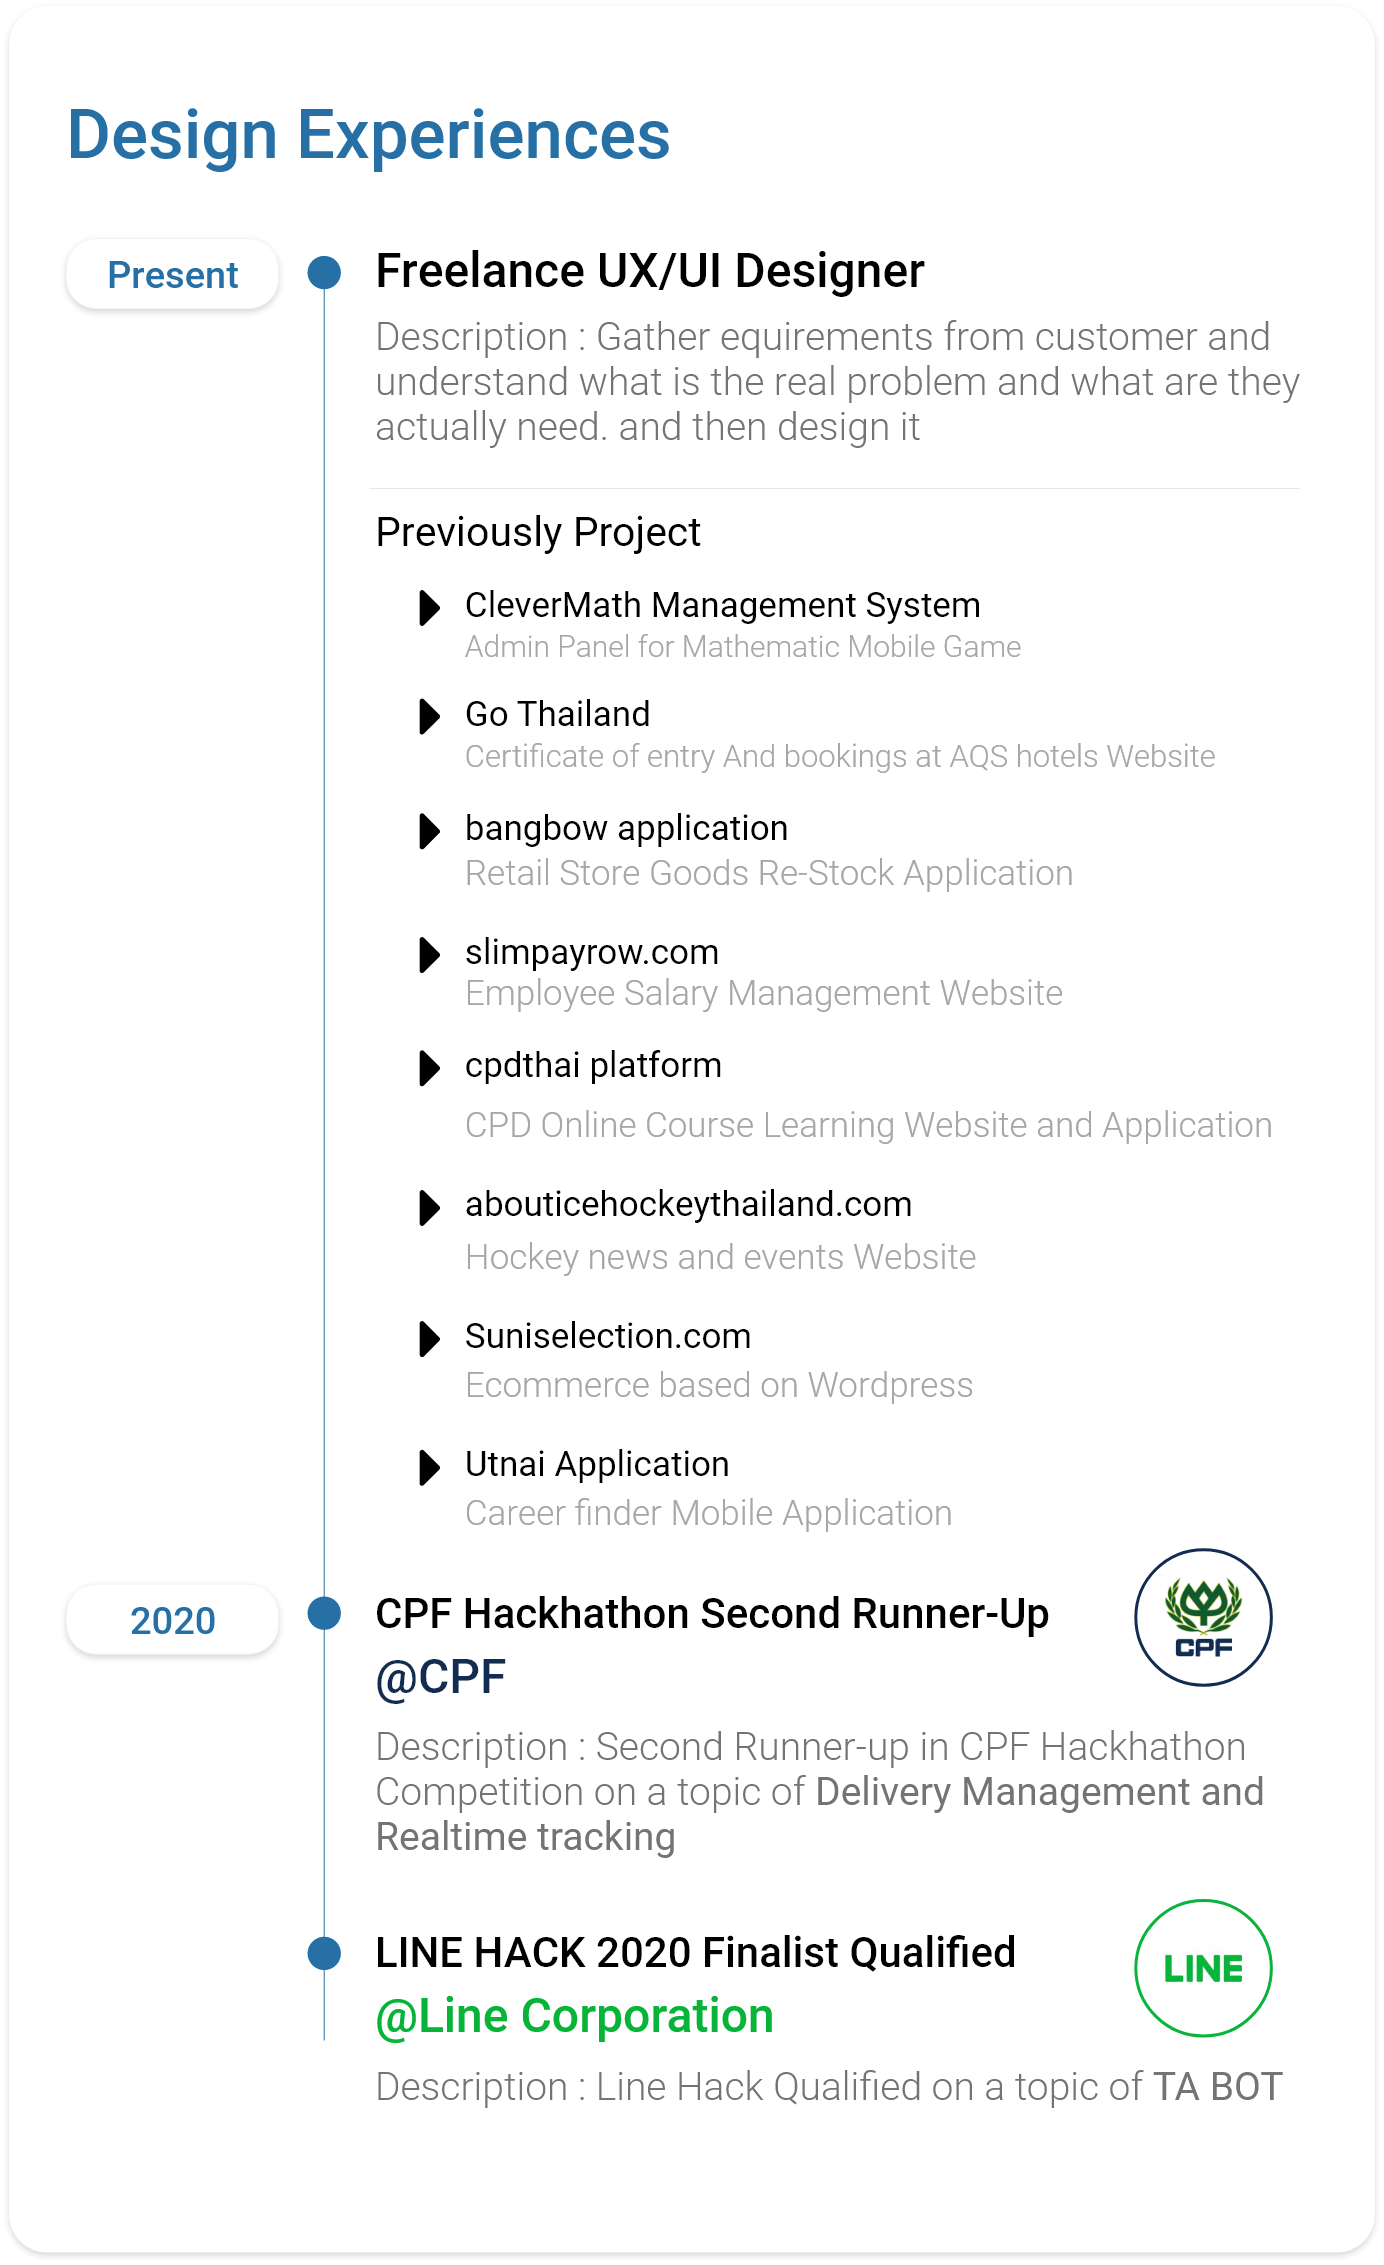 Design Experiences
Present
Freelance UX/UI Designer
Description : Gather equirements from customer and
understand what is the real problem and what are they
actually need. and then design it
Previously Project
CleverMath Management System
Admin Panel for Mathematic Mobile Game
Go Thailand
Certificate of entry And bookings at AQS hotels Website
bangbow application
Retail Store Goods Re-Stock Application
slimpayrow.com
Employee Salary Management Website
cpdthai platform
CPD Online Course Learning Website and Application
abouticehockeythailand.com
Hockey news and events Website
Suniselection.com
Ecommerce based on Wordpress
Utnai Application
Career finder Mobile Application
2020
CPF Hackhathon Second Runner-Up
@CPF
CPF
Description : Second Runner-up in CPF Hackhathon
Competition on a topic of Delivery Management and
Realtime tracking
LINE HACK 2020 Finalist Qualified
@Line Corporation
LINE
Description : Line Hack Qualified on a topic of TA BOT